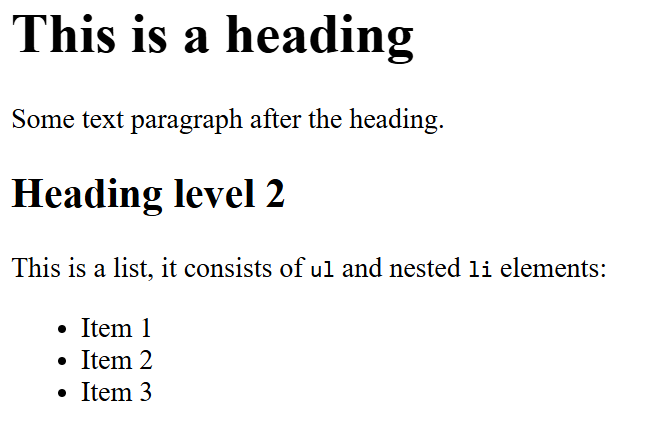 This is a heading
Some text paragraph after the heading.
Heading level 2
This is a list, it consists of ul and nested li elements:
• Item 1
• Item 2
• Item 3